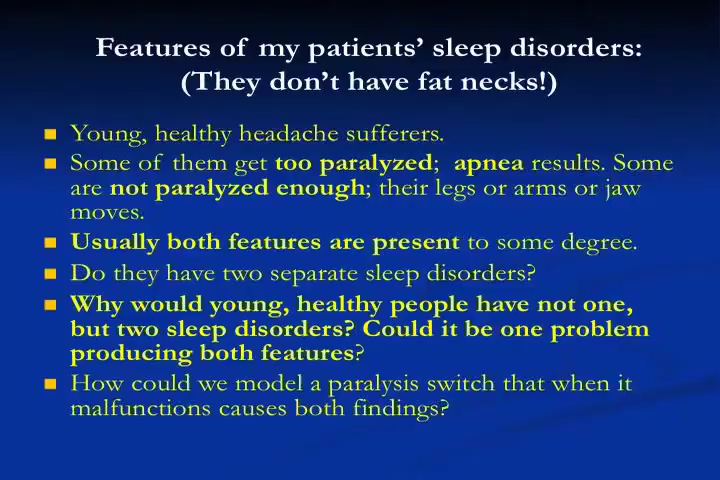 Features of my patients’ sleep disorders:
(They don’t have fat necks!)
Young, healthy headache sufferers.
Some of them get too paralyzed; apnea results. Some
are not paralyzed enough; their legs or arms or jaw
moves.
Usually both features are present to some degree.
Do they have two separate sleep disorders?
Why would young, healthy people have not one,
but two sleep disorders? Could it be one problem
producing both features?
How could we model a paralysis switch that when it
malfunctions causes both findings?